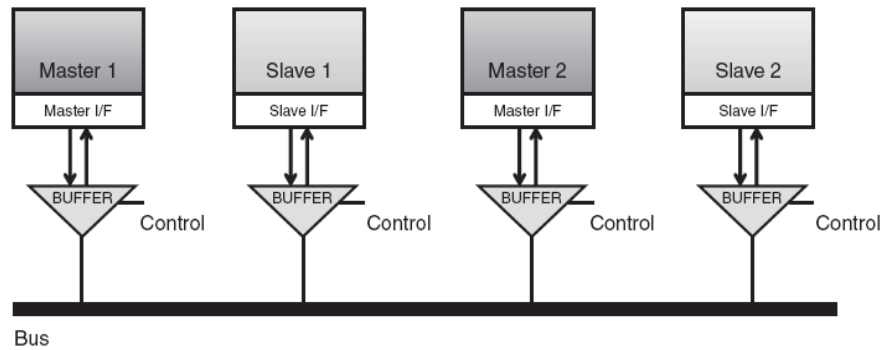 Master 1
Slave 1
Master 2
Slave 2
Master I/F
Slave I/F
Master I/F
Slave I/F
BUFFER
BUFFER
BUFFER
BUFFER
Control
Control
Control
Control
Bus